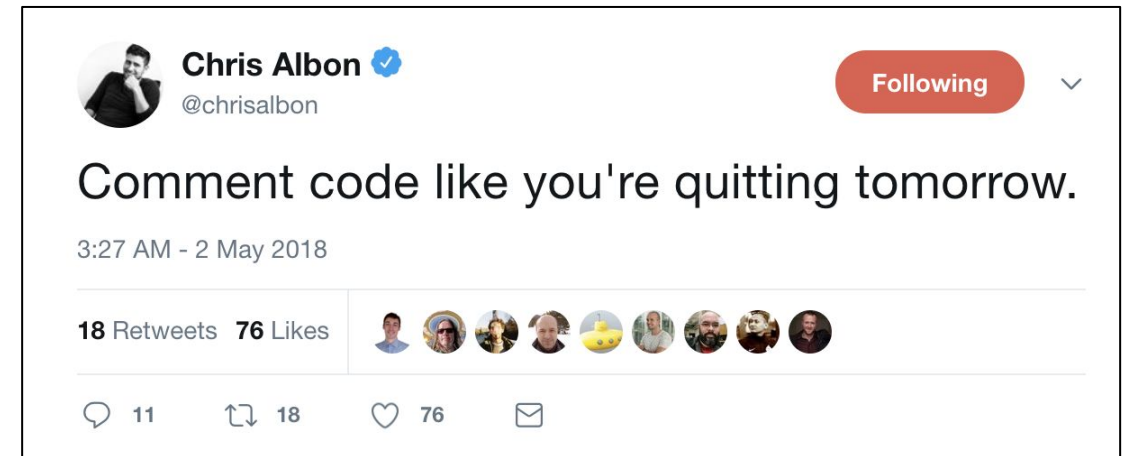 Chris Albon
@chrisalbon
Following
Comment code like you're quitting tomorrow.
3:27 AM - 2 May 2018
18 Retweets 76 Likes
11 18 76